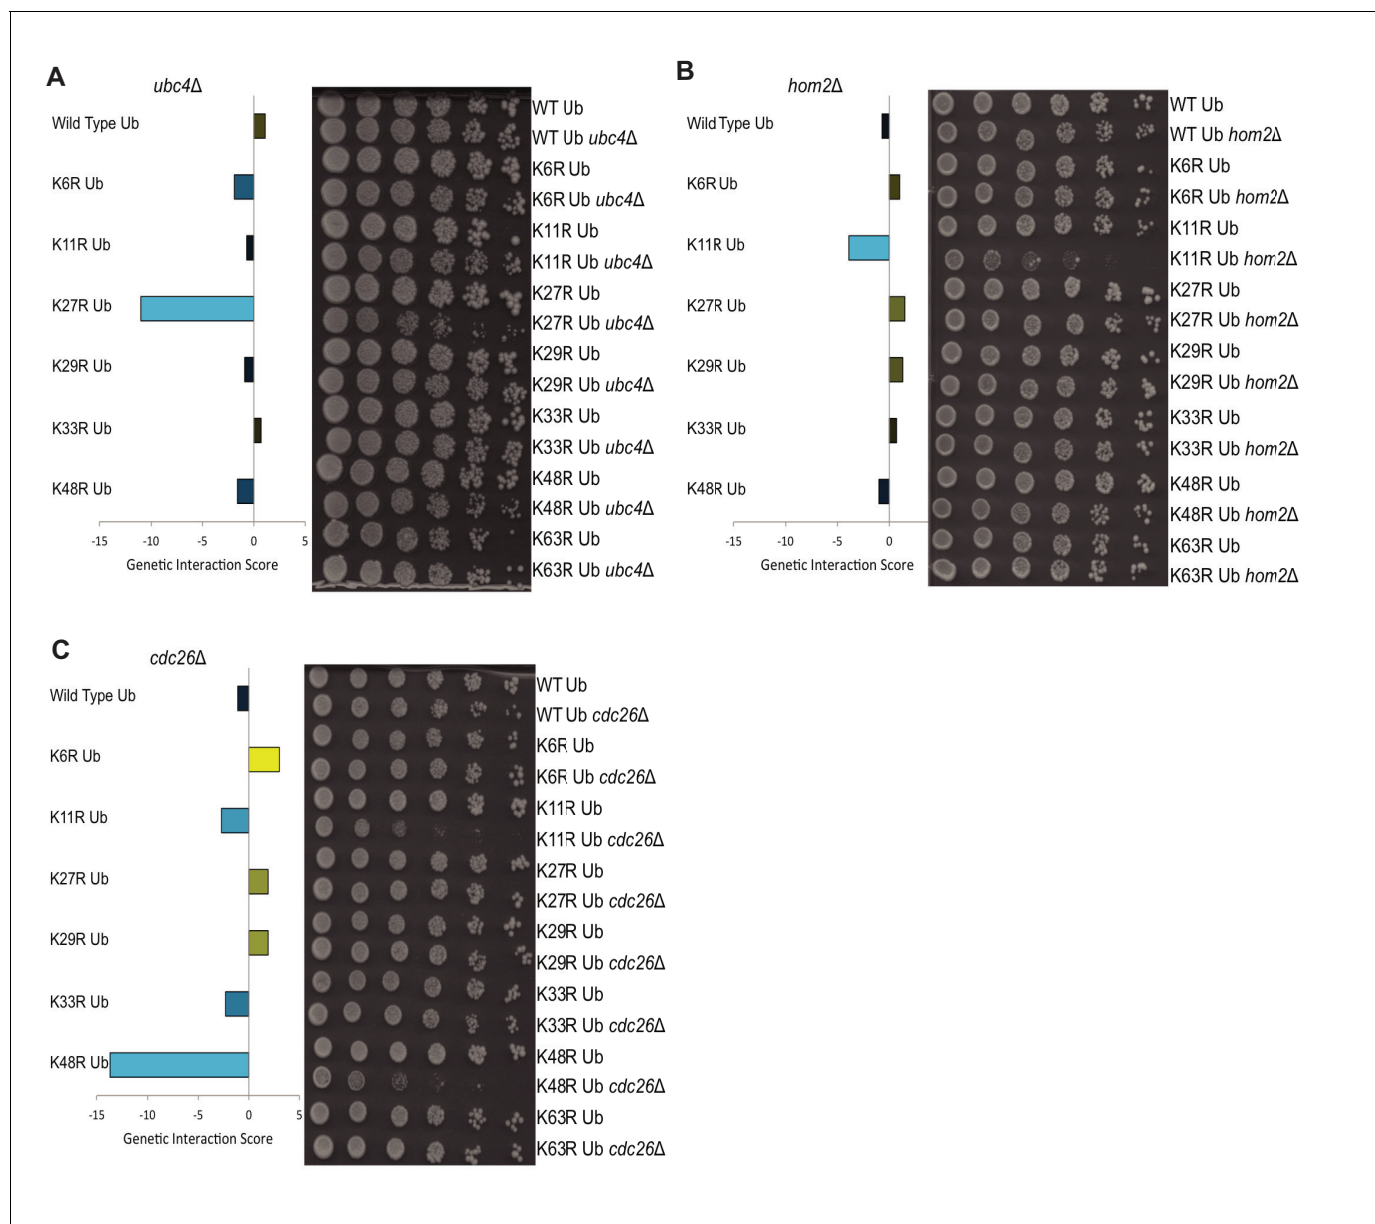 A
ubc4Δ
Wild Type Ub
K6R Ub
K11R Ub
K27R Ub
K29R Ub
K33R Ub
K48R Ub
-15 -10 -5 0 5
Genetic Interaction Score
WT Ub
WT Ub ubc4Δ
K6R Ub
K6R Ub ubc4Δ
K11R Ub
K11R Ub ubc4Δ
K27R Ub
K27R Ub ubc4Δ
K29R Ub
K29R Ub ubc4Δ
K33R Ub
K33R Ub ubc4Δ
K48R Ub
K48R Ub ubc4Δ
K63R Ub
K63R Ub ubc4Δ
B
hom2Δ
Wild Type Ub
K6R Ub
K11R Ub
K27R Ub
K29R Ub
K33R Ub
K48R Ub
-15 -10 -5 0
Genetic Interaction Score
WT Ub
WT Ub hom2Δ
K6R Ub
K6R Ub hom2Δ
K11R Ub
K11R Ub hom2Δ
K27R Ub
K27R Ub hom2Δ
K29R Ub
K29R Ub hom2Δ
K33R Ub
K33R Ub hom2Δ
K48R Ub
K48R Ub hom2Δ
K63R Ub
K63R Ub hom2Δ
C
cdc26Δ
Wild Type Ub
K6R Ub
K11R Ub
K27R Ub
K29R Ub
K33R Ub
K48R Ub
-15 -10 -5 0 5
Genetic Interaction Score
WT Ub
WT Ub cdc26Δ
K6R Ub
K6R Ub cdc26Δ
K11R Ub
K11R Ub cdc26Δ
K27R Ub
K27R Ub cdc26Δ
K29R Ub
K29R Ub cdc26Δ
K33R Ub
K33R Ub cdc26Δ
K48R Ub
K48R Ub cdc26Δ
K63R Ub
K63R Ub cdc26Δ